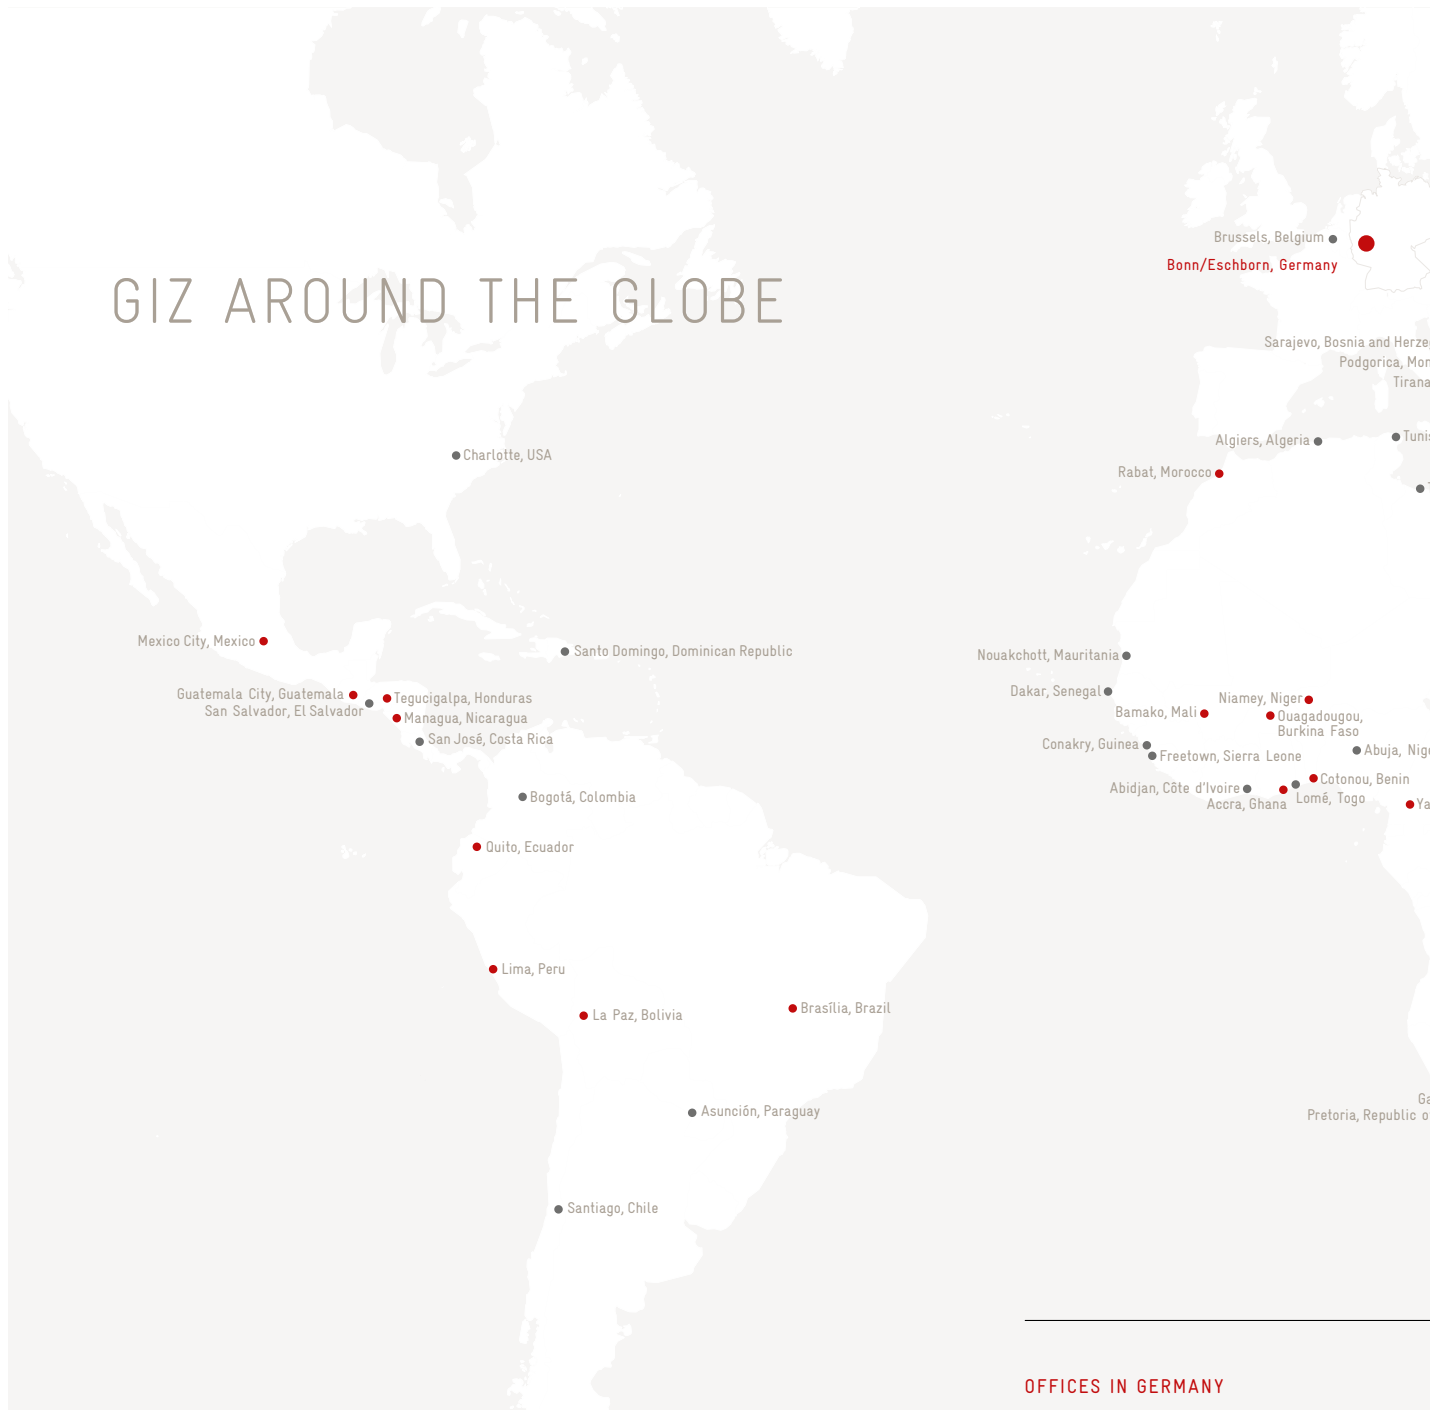 Brussels, Belgium
Bonn/Eschborn, Germany
GIZ AROUND THE GLOBE
Sarajevo, Bosnia and Herze
Podgorica, Mon
Tirana
Algiers, Algeria
Tunis
Charlotte, USA
Rabat, Morocco
Mexico City, Mexico
Santo Domingo, Dominican Republic
Nouakchott, Mauritania
Guatemala City, Guatemala
Tegucigalpa, Honduras
San Salvador, El Salvador
Managua, Nicaragua
San José, Costa Rica
Dakar, Senegal
Niamey, Niger
Bamako, Mali
Ouagadougou,
Burkina Faso
Conakry, Guinea
Freetown, Sierra Leone
Abuja, Nige
Cotonou, Benin
Abidjan, Côte d'Ivoire
Lomé, Togo
Accra, Ghana
Ya
Bogotá, Colombia
Quito, Ecuador
Lima, Peru
La Paz, Bolivia
Brasília, Brazil
Asunción, Paraguay
Ga
Pretoria, Republic o
Santiago, Chile
OFFICES IN GERMANY